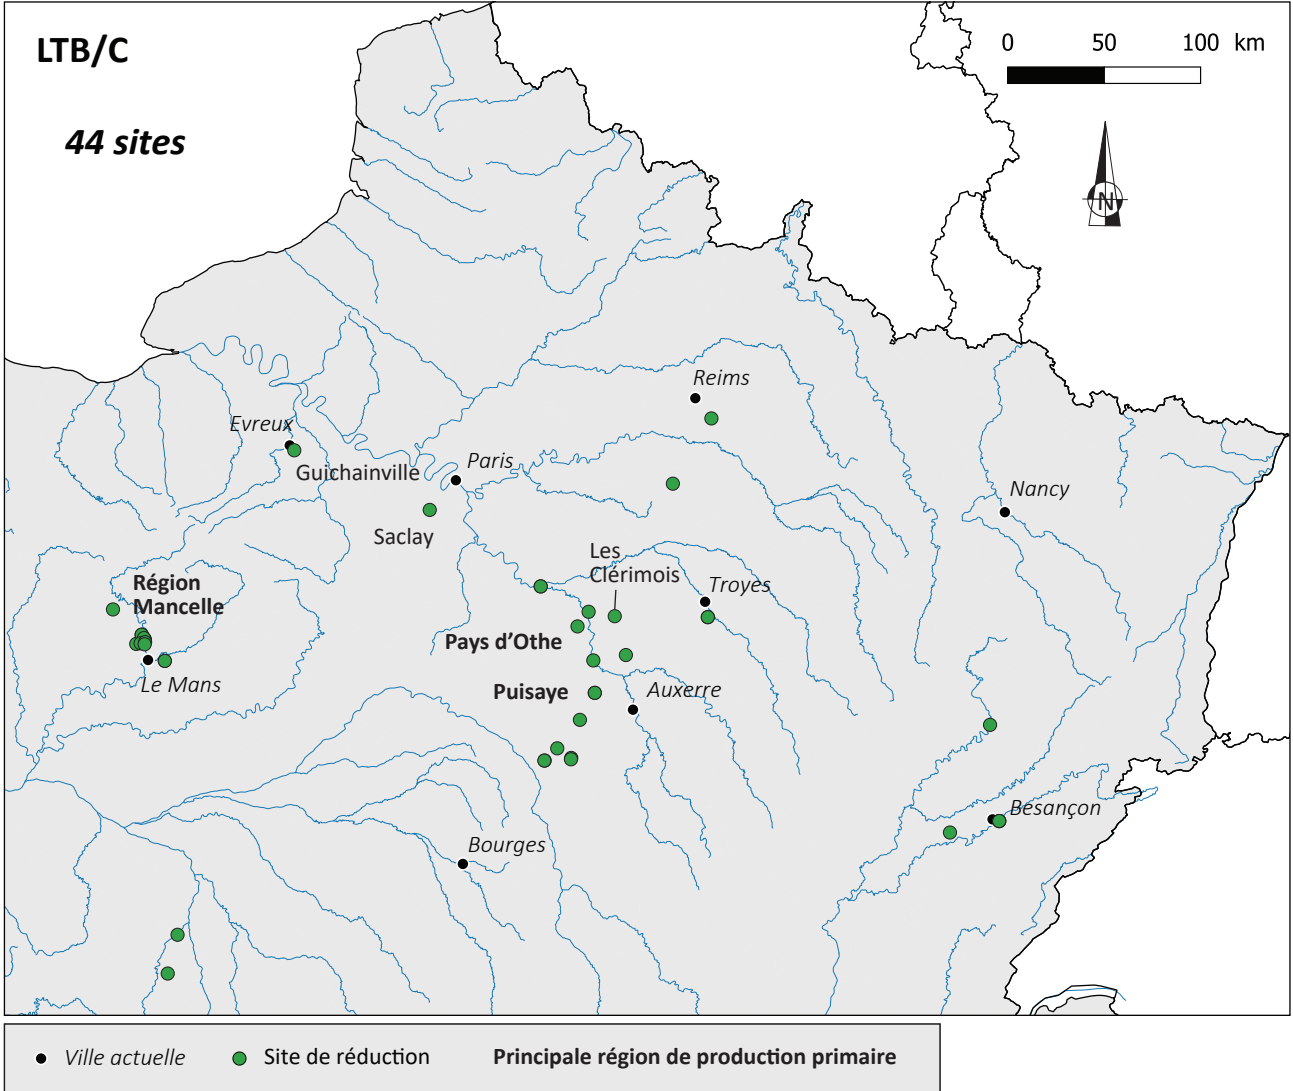 LTB/C
0 50 100 km
44 sites
N
Reims
Evreux
Guichainville
Paris
Saclay
Nancy
Les
Clérimois
Troyes
Région
Mancelle
Pays d’Othe
Le Mans
Puisaye
Auxerre
Besançon
Bourges
Ville actuelle Site de réduction Principale région de production primaire